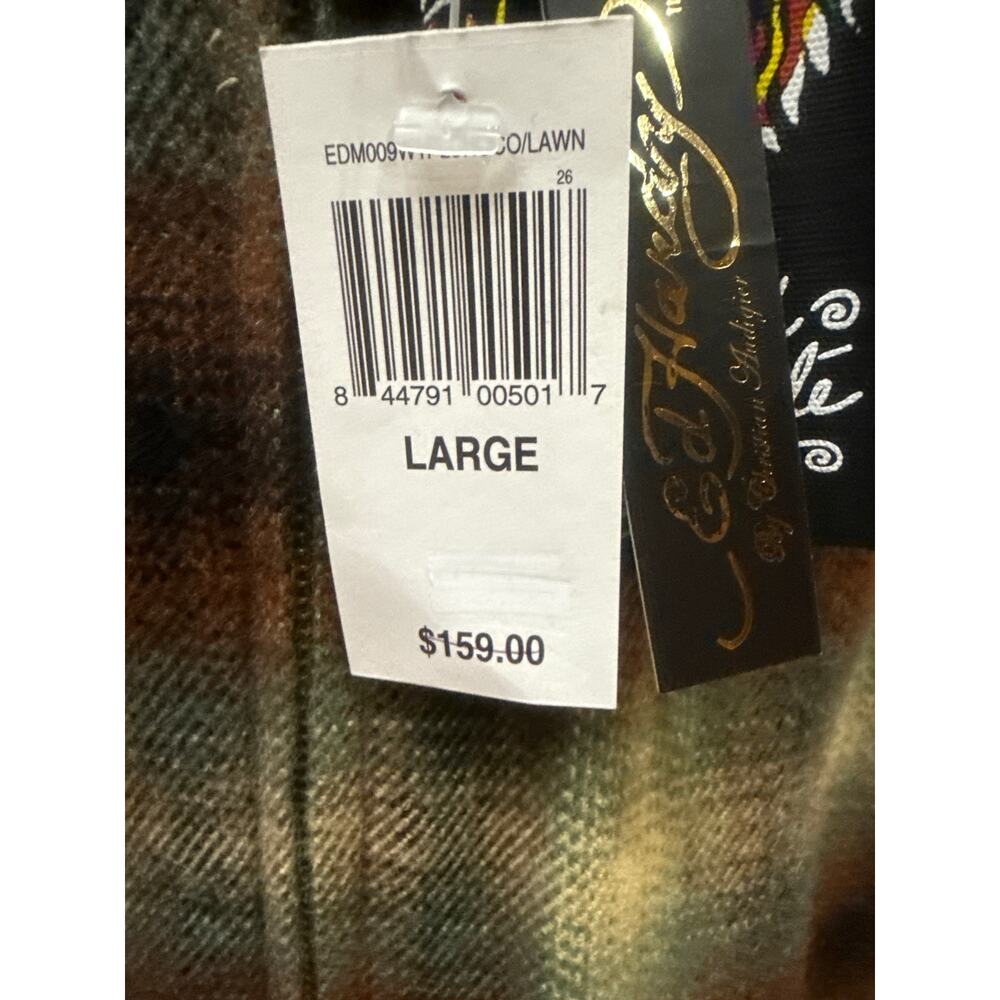 CO/LAWN
26
8 44791 00501 7
LARGE
$159.00
Ed Hardy
By Christian Audigier